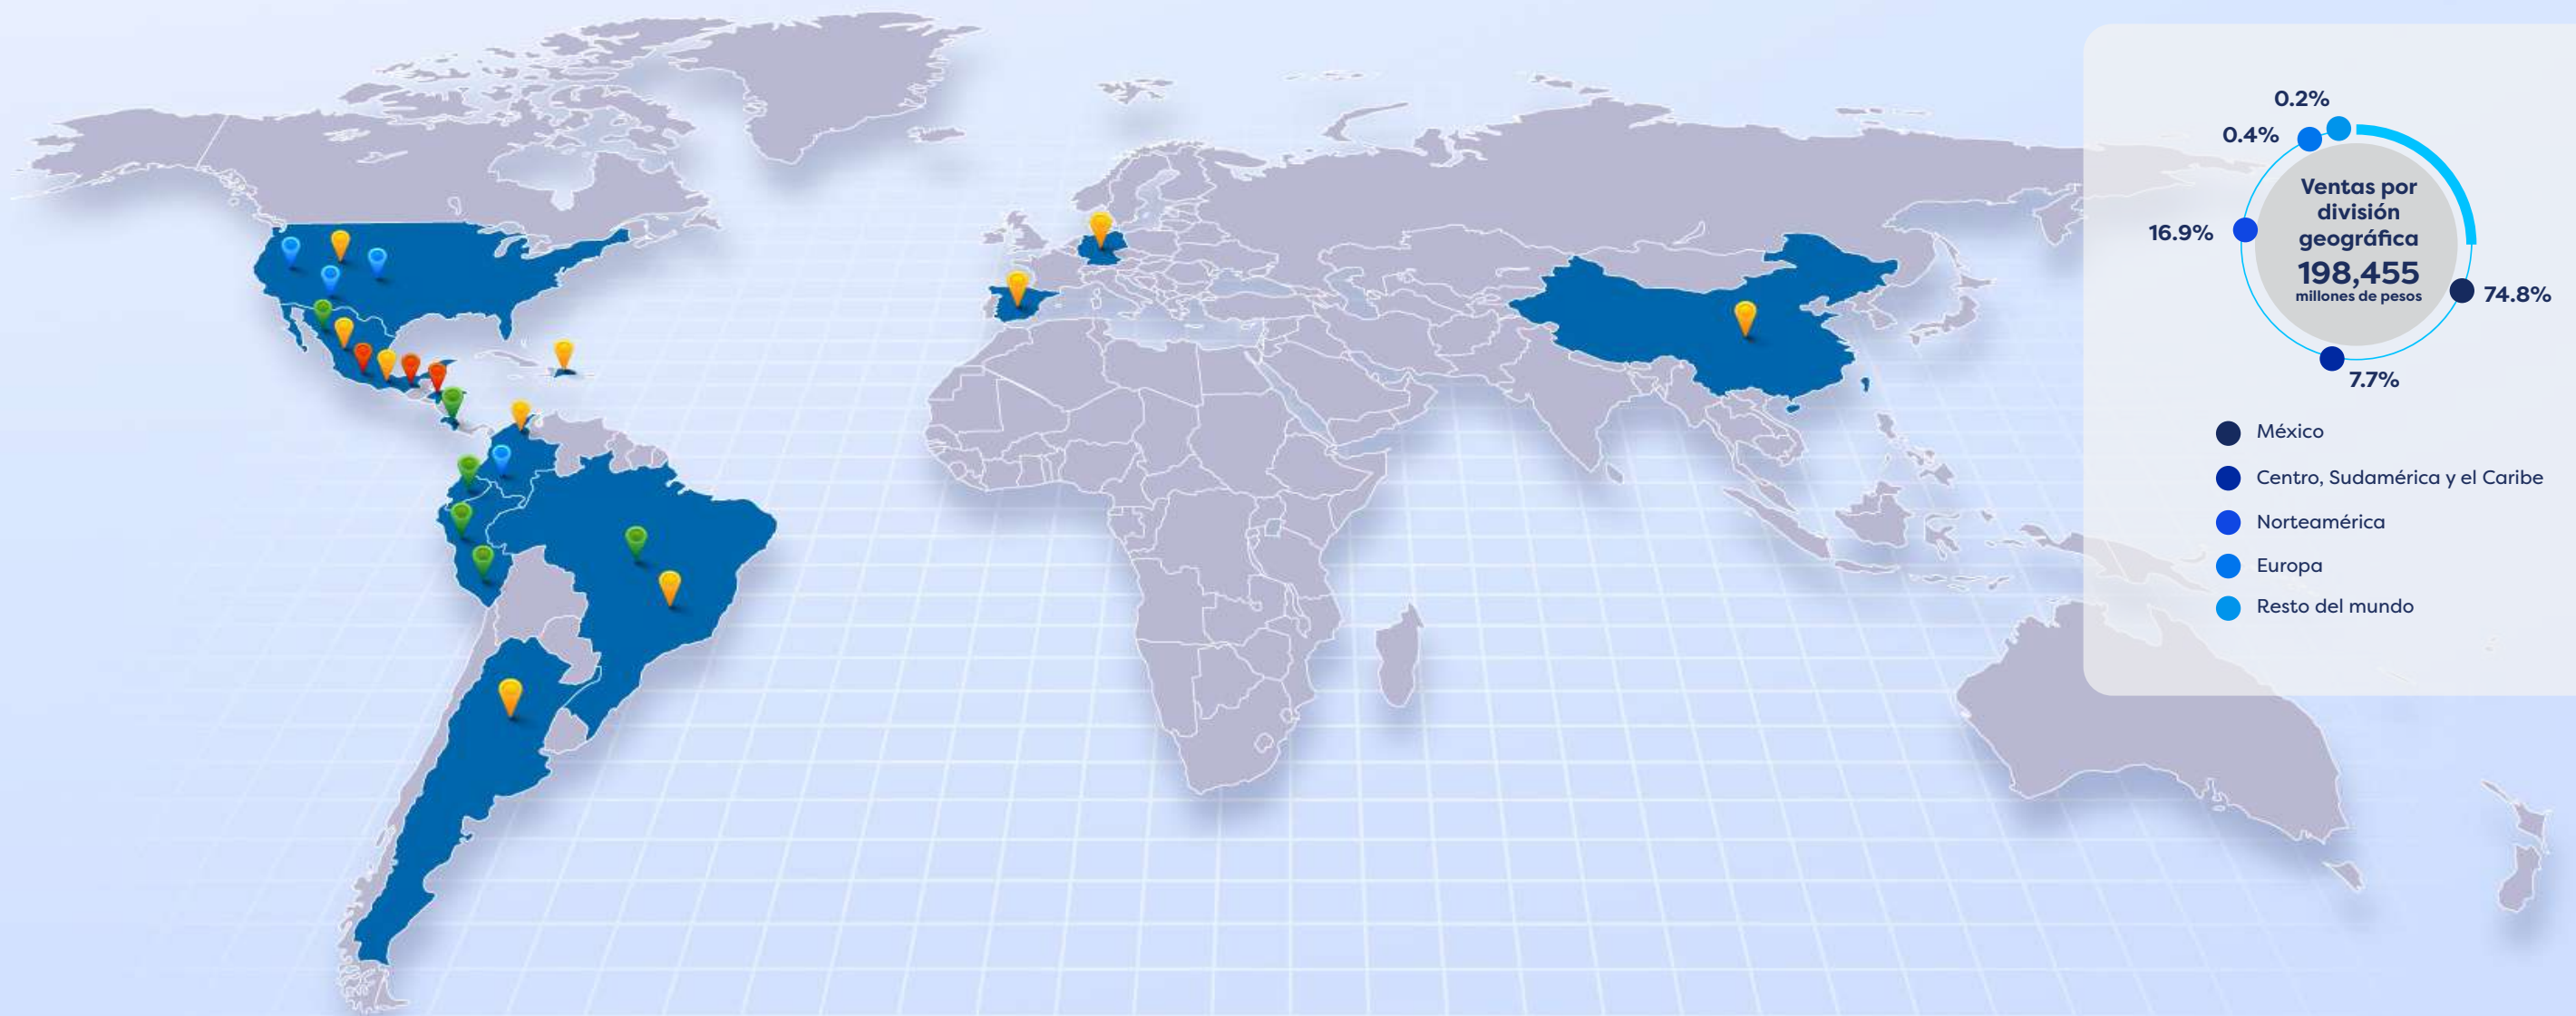 0.2%
0.4%
Ventas por
división
geográfica
198,455
millones de pesos
16.9%
74.8%
7.7%
México
Centro, Sudamérica y el Caribe
Norteamérica
Europa
Resto del mundo